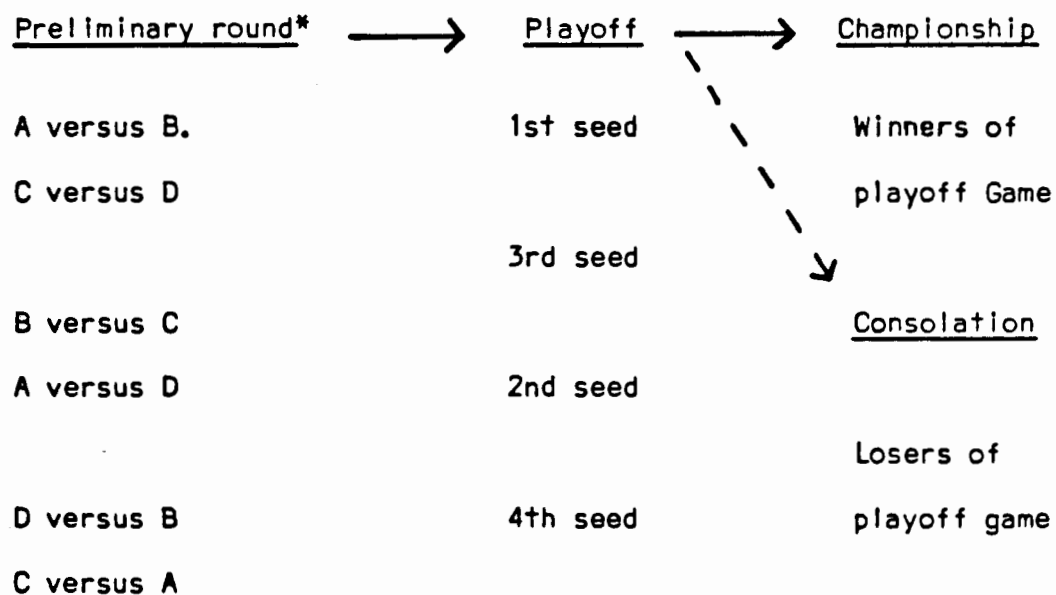 Preliminary round* Playoff Championship
A versus B. 1st seed Winners of
C versus D playoff Game
3rd seed
B versus C Consolation
A versus D 2nd seed
Losers of
D versus B 4th seed playoff game
C versus A